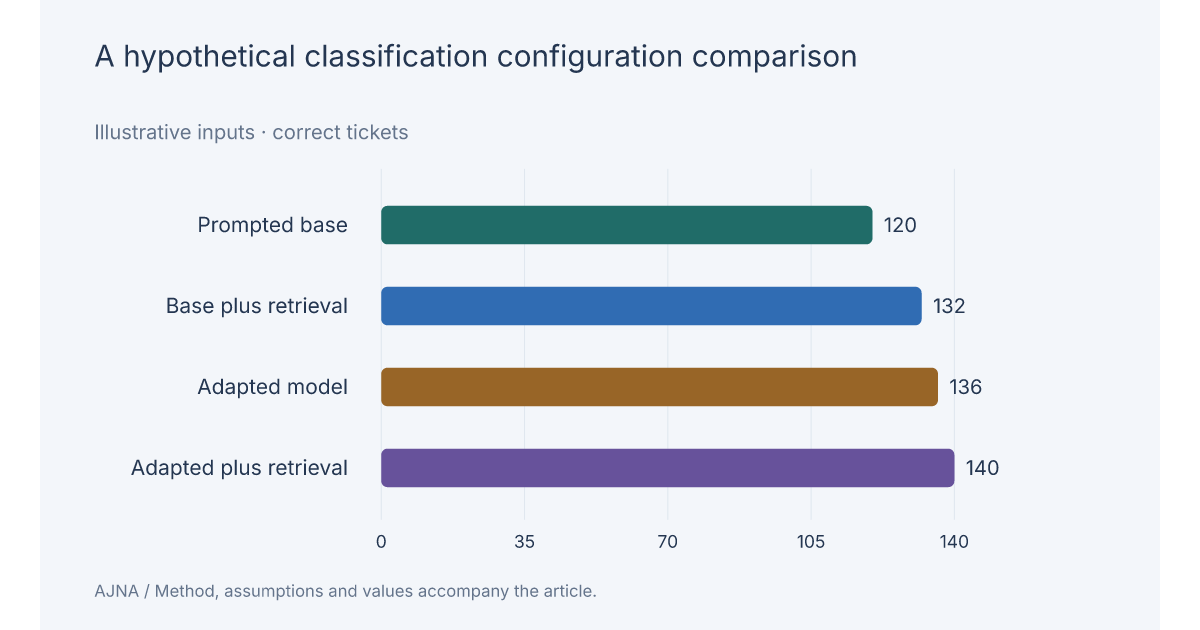 A hypothetical classification configuration comparison
Illustrative inputs · correct tickets
Prompted base 120
Base plus retrieval 132
Adapted model 136
Adapted plus retrieval 140
0 35 70 105 140
AJNA / Method, assumptions and values accompany the article.